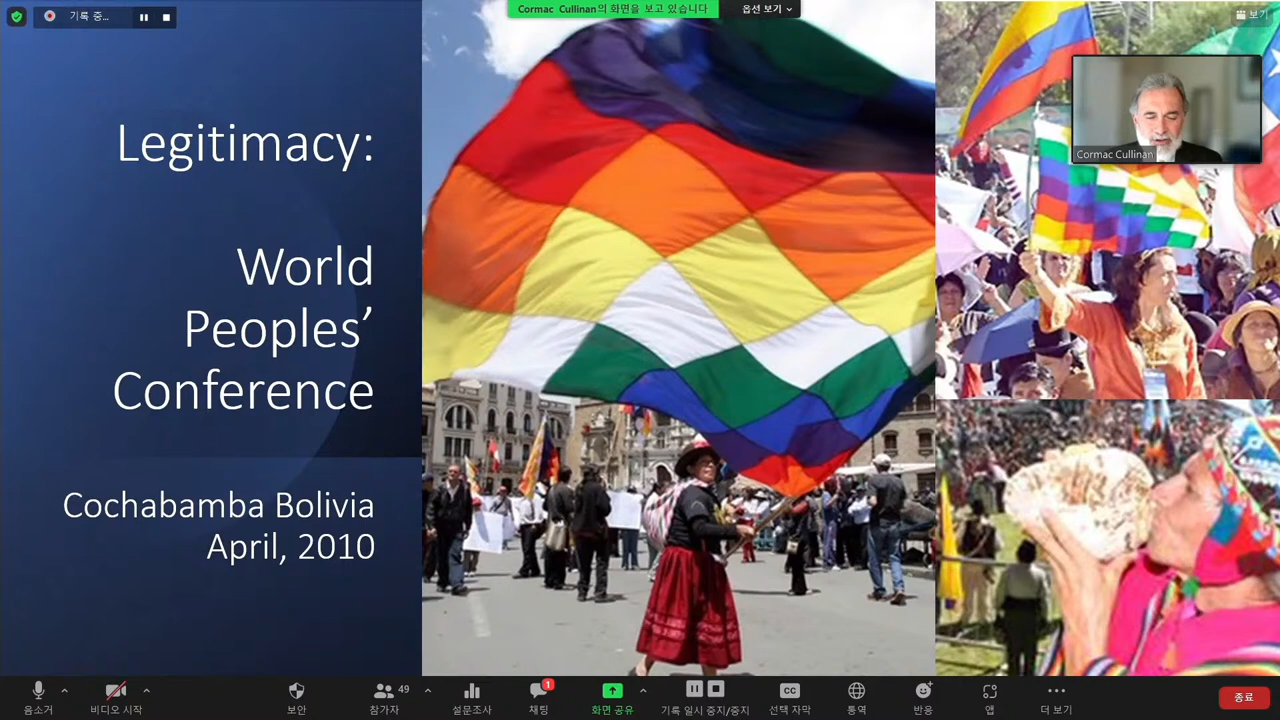 기록 중...
Cormac Cullinan의 화면을 보고 있습니다
옵션 보기
보기
Cormac Cullinan
Legitimacy:
World
Peoples’
Conference
Cochabamba Bolivia
April, 2010
음소거
비디오 시작
보안
49
참가자
설문조사
1
채팅
화면 공유
기록 일시 중지/중지
CC
선택 자막
통역
반응
앱
더 보기
종료